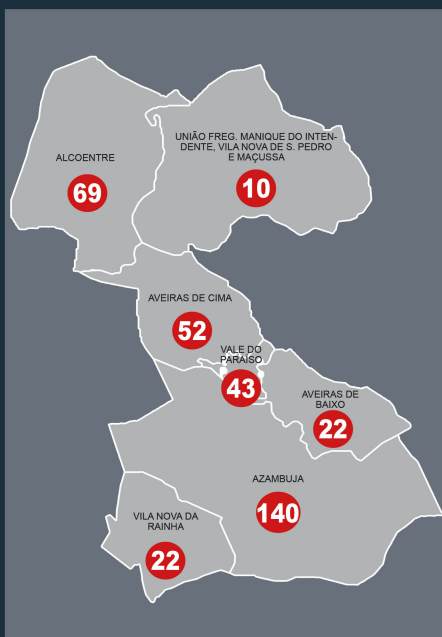 UNIÃO FREG. MANIQUE DO INTEN-
DENTE, VILA NOVA DE S. PEDRO
E MAÇUSSA
10
ALCOENTRE
69
AVEIRAS DE CIMA
52
VALE DO
PARAÍSO
43
AVEIRAS DE
BAIXO
22
AZAMBUJA
140
VILA NOVA DA
RAINHA
22